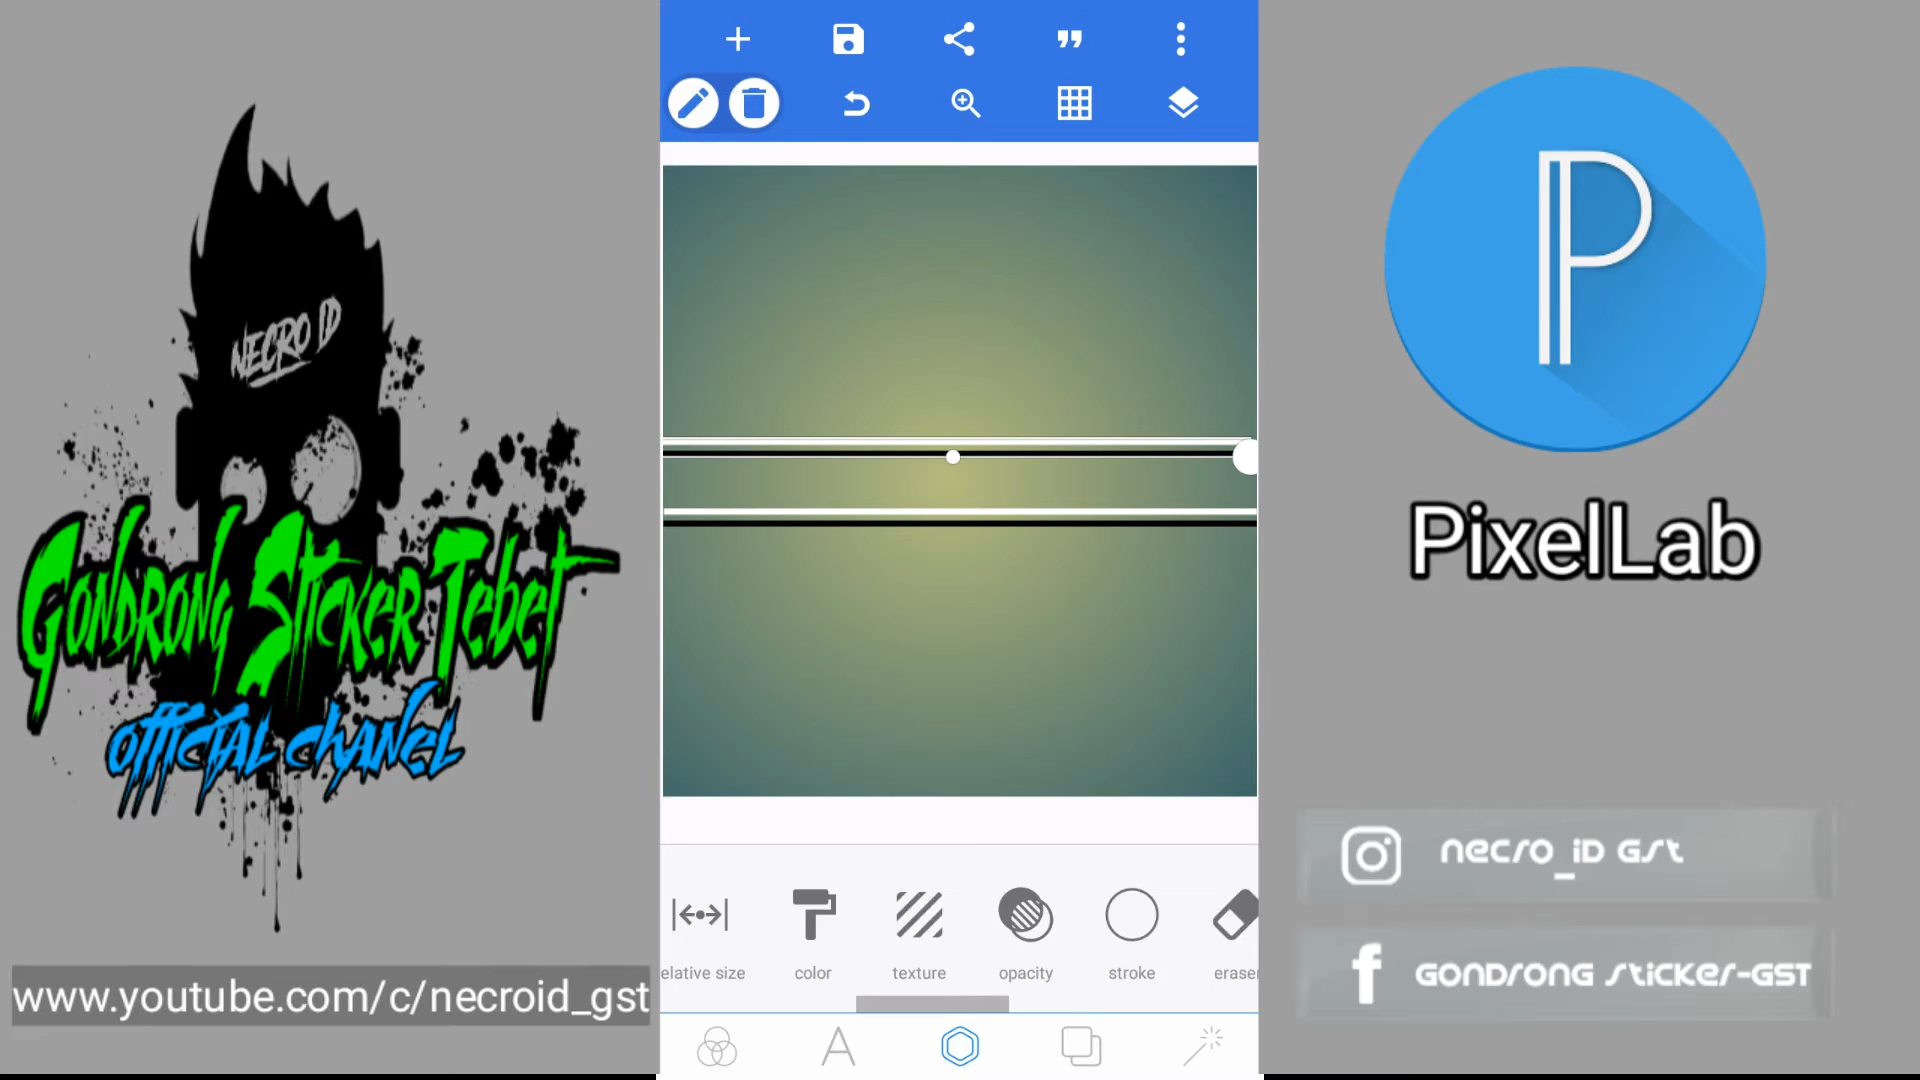 NECRO ID
Gondrong Sticker Tebet
official chanel
www.youtube.com/c/necroid_gst
elative size
color
texture
opacity
stroke
eraser
PixelLab
necro_id GST
GONDRONG STICKER-GST